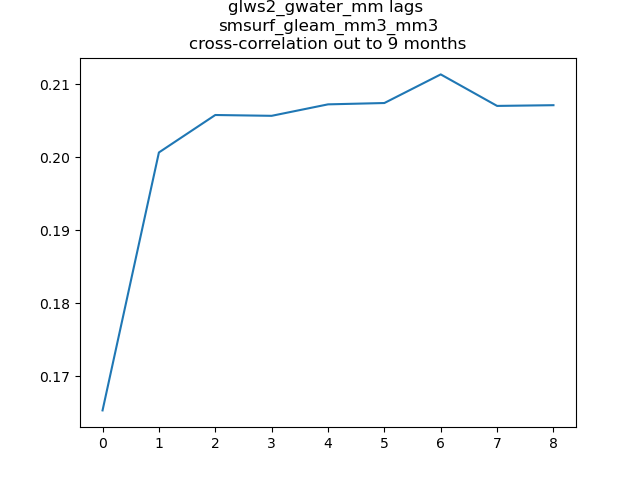 glws2_gwater_mm lags
smsurf_gleam_mm3_mm3
cross-correlation out to 9 months
0.21
0.20
0.19
0.18
0.17
0 1 2 3 4 5 6 7 8